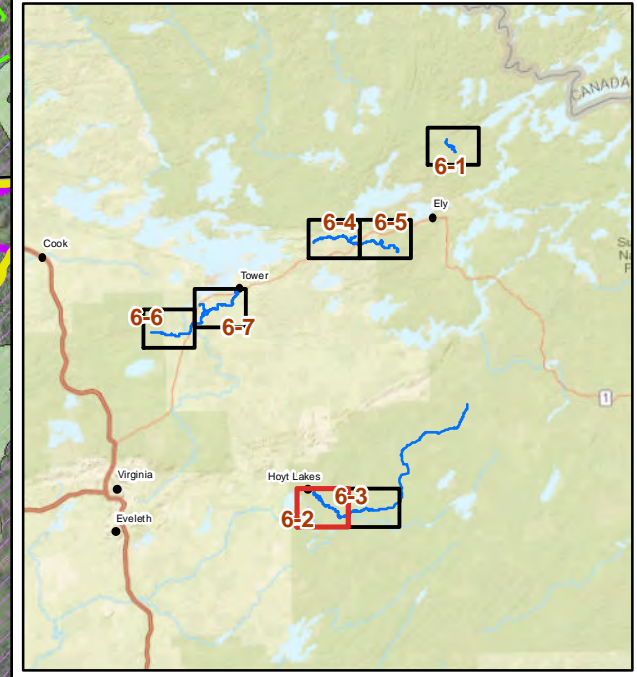 CANADA
6-1
Ely
6-4
6-5
Cook
Tower
6-6
6-7
1
Virginia
Hoyt Lakes
6-3
6-2
Eveleth